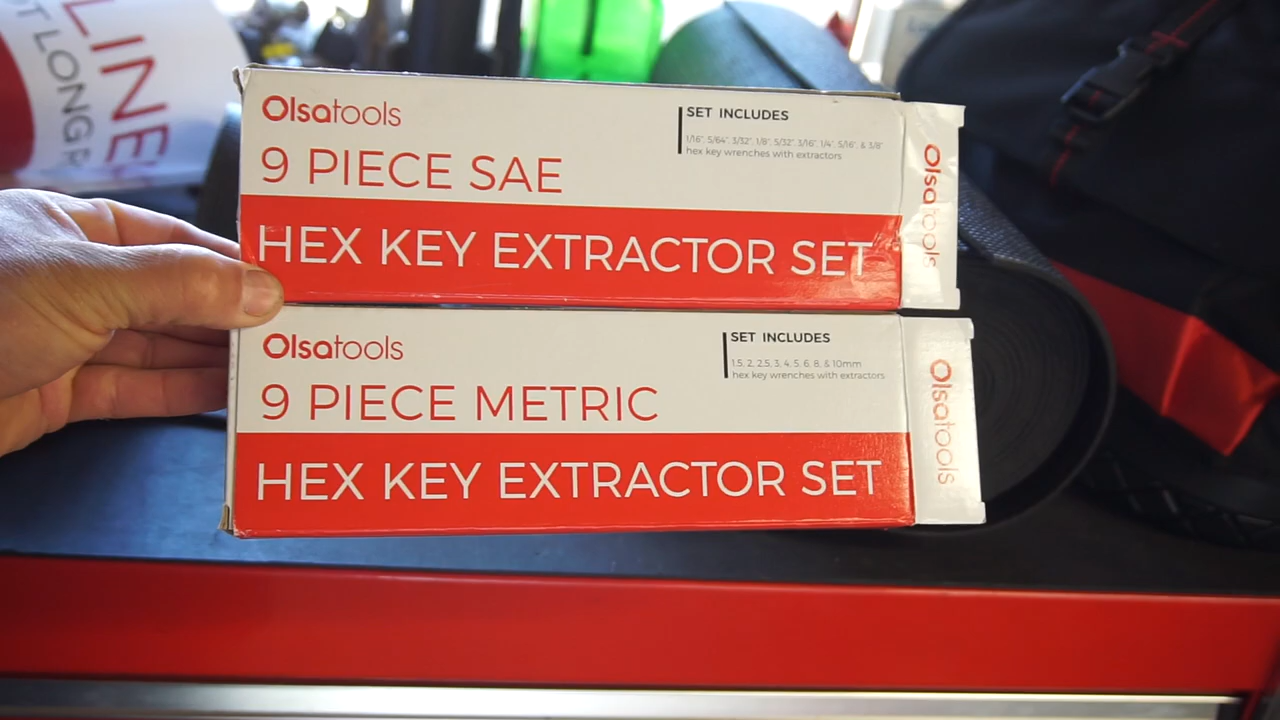 LINE
OT LONG R
Olsatools
9 PIECE SAE
HEX KEY EXTRACTOR SET
SET INCLUDES
1/16", 5/64", 3/32", 1/8", 5/32", 3/16", 1/4", 5/16", & 3/8"
hex key wrenches with extractors
Olsatools
Olsatools
9 PIECE METRIC
HEX KEY EXTRACTOR SET
SET INCLUDES
1.5, 2, 2.5, 3, 4, 5, 6, 8, & 10mm
hex key wrenches with extractors
Olsatools